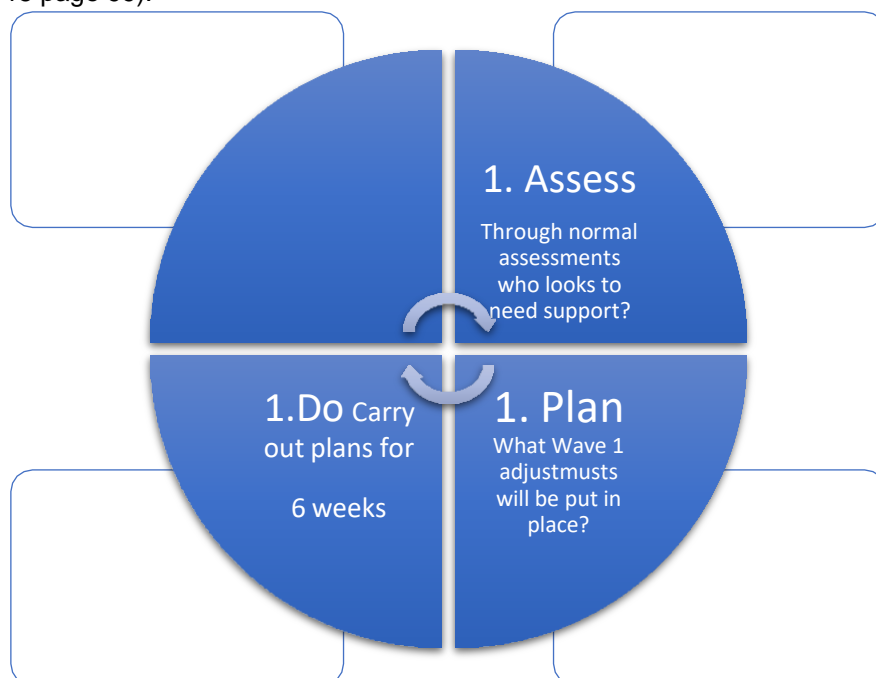 1. Assess
Through normal
assessments
who looks to
need support?
1. Plan
What Wave 1
adjustmusts
will be put in
place?
1.Do Carry
out plans for
6 weeks